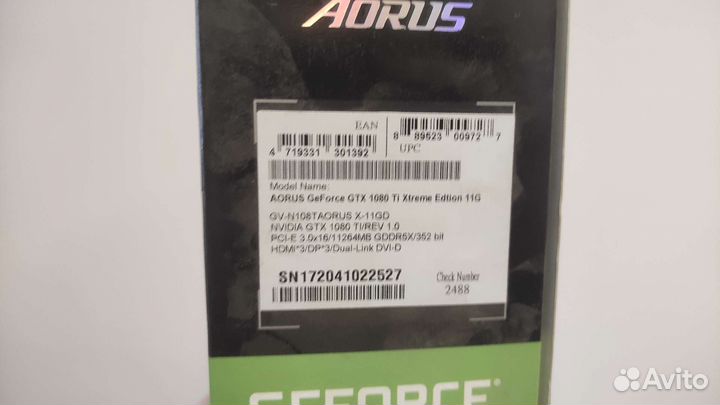 AORUS
EAN
4 719331 301392
8 89523 00972 7
UPC
Model Name:
AORUS GeForce GTX 1080 Ti Xtreme Edtion 11G
GV-N108TAORUS X-11GD
NVIDIA GTX 1080 TI/REV 1.0
PCI-E 3.0x16/11264MB GDDR5X/352 bit
HDMI*3/DP*3/Dual-Link DVI-D
SN172041022527
Check Number
2488
GEFORCE
Avito